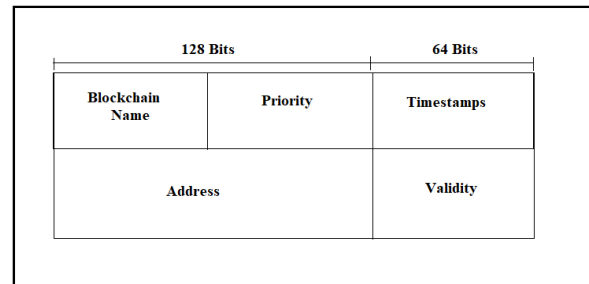 128 Bits 64 Bits
Blockchain Name Priority Timestamps
Address Validity